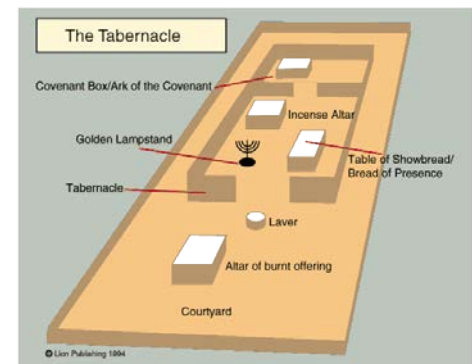 The Tabernacle
Covenant Box/Ark of the Covenant
Incense Altar
Golden Lampstand
Table of Showbread/
Bread of Presence
Tabernacle
Laver
Altar of burnt offering
Courtyard
© Lion Publishing 1994